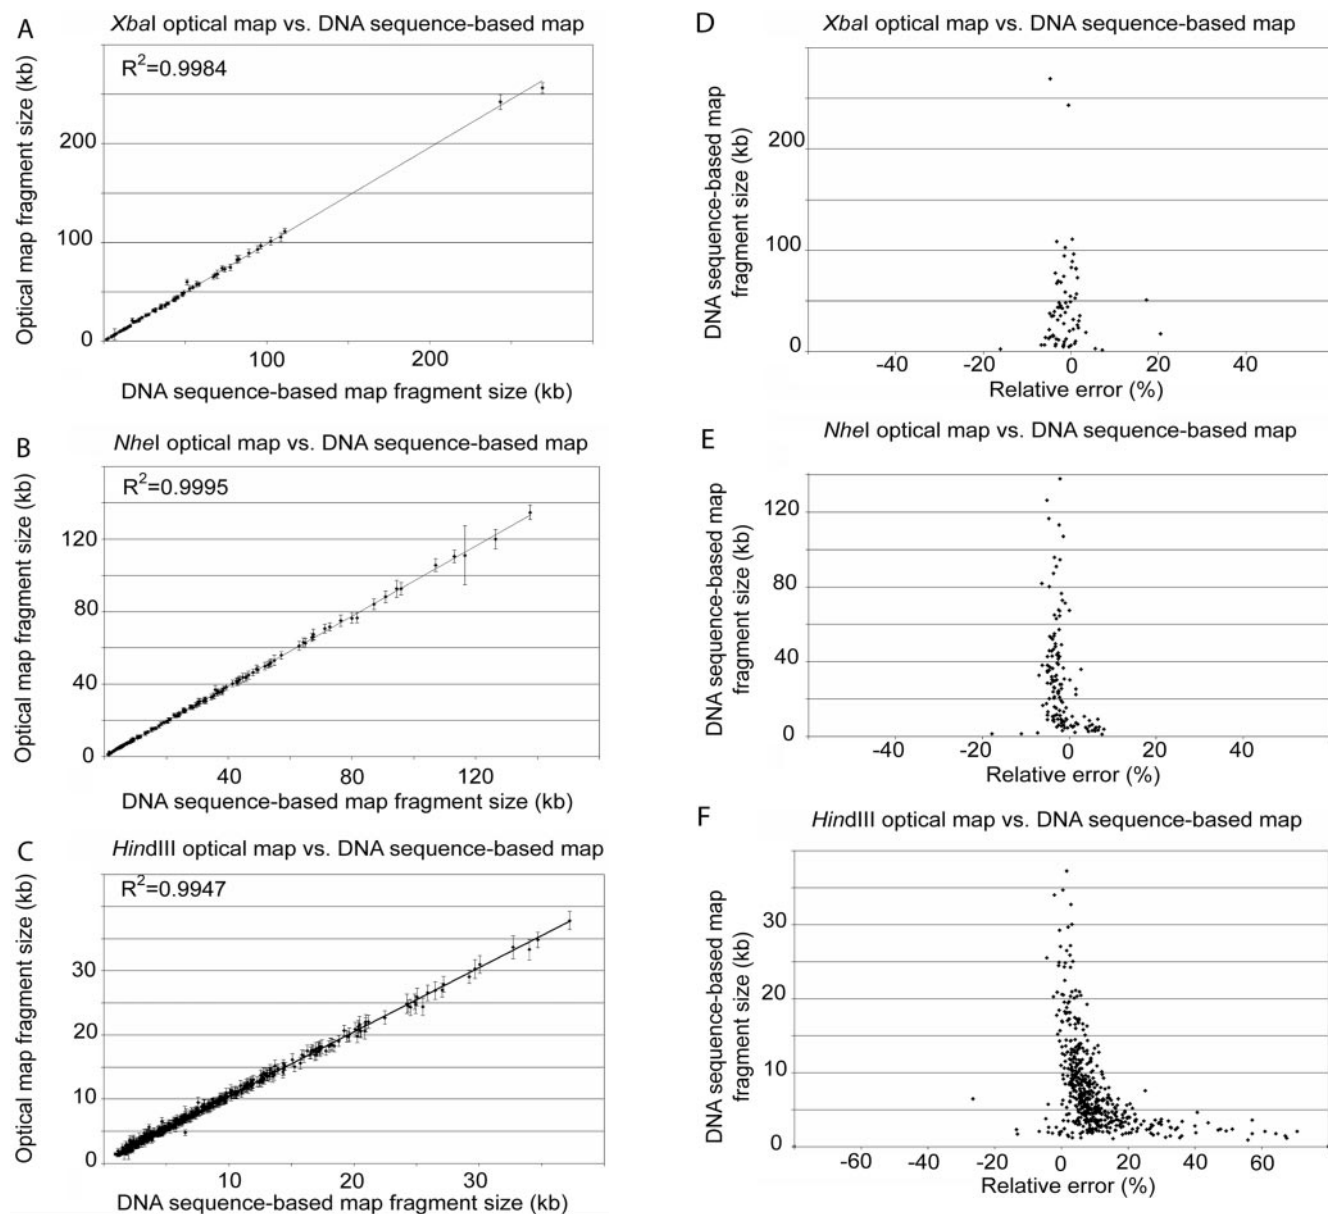 A
XbaI optical map vs. DNA sequence-based map
R²=0.9984
Optical map fragment size (kb)
200
100
0
100
200
DNA sequence-based map fragment size (kb)
D
XbaI optical map vs. DNA sequence-based map
DNA sequence-based map
fragment size (kb)
200
100
0
-40
-20
0
20
40
Relative error (%)
B
NheI optical map vs. DNA sequence-based map
R²=0.9995
Optical map fragment size (kb)
120
80
40
0
40
80
120
DNA sequence-based map fragment size (kb)
E
NheI optical map vs. DNA sequence-based map
DNA sequence-based map
fragment size (kb)
120
80
40
0
-40
-20
0
20
40
Relative error (%)
C
HindIII optical map vs. DNA sequence-based map
R²=0.9947
Optical map fragment size (kb)
30
20
10
0
10
20
30
DNA sequence-based map fragment size (kb)
F
HindIII optical map vs. DNA sequence-based map
DNA sequence-based map
fragment size (kb)
30
20
10
0
-60
-40
-20
0
20
40
60
Relative error (%)